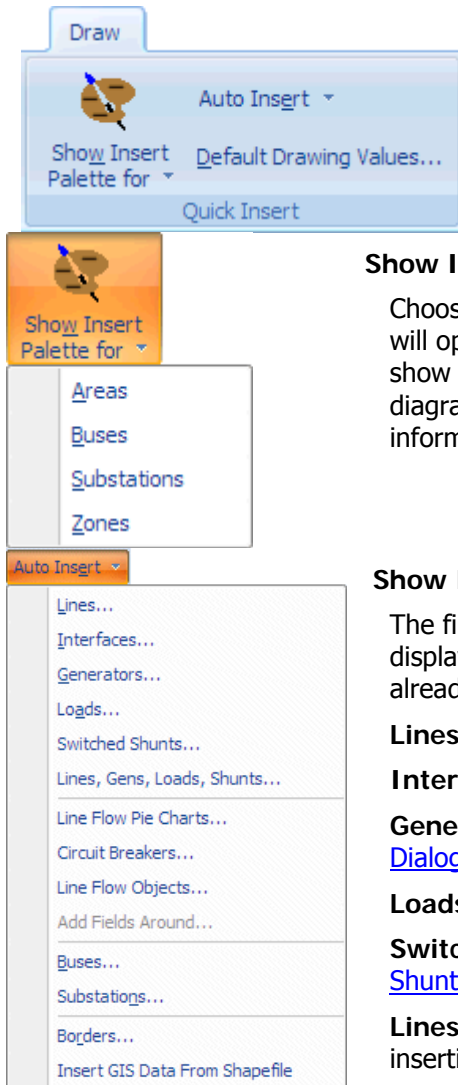 Draw
Auto Insert
Show Insert
Palette for
Default Drawing Values...
Quick Insert
Show Insert
Palette for
Areas
Buses
Substations
Zones
Show I
Choos
will op
show
diagra
inform
Auto Insert
Lines...
Interfaces...
Generators...
Loads...
Switched Shunts...
Lines, Gens, Loads, Shunts...
Line Flow Pie Charts...
Circuit Breakers...
Line Flow Objects...
Add Fields Around...
Buses...
Substations...
Borders...
Insert GIS Data From Shapefile
Show
The fi
displa
alread
Lines
Inter
Gene
Dialog
Loads
Switc
Shunt
Lines
inserti